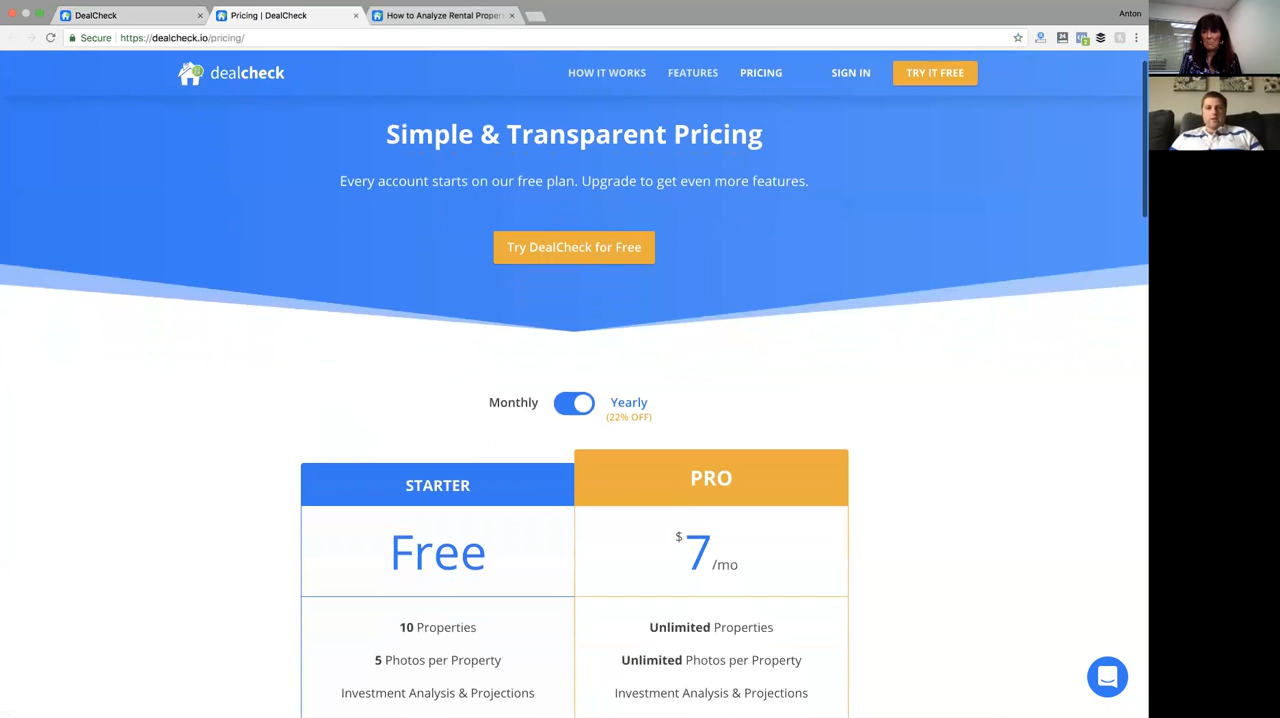 DealCheck
Pricing | DealCheck
How to Analyze Rental Proper
Anton
Secure
https://dealcheck.io/pricing/
dealcheck
HOW IT WORKS
FEATURES
PRICING
SIGN IN
TRY IT FREE
Simple & Transparent Pricing
Every account starts on our free plan. Upgrade to get even more features.
Try DealCheck for Free
Monthly
Yearly
(22% OFF)
STARTER
PRO
Free
$7/mo
10 Properties
Unlimited Properties
5 Photos per Property
Unlimited Photos per Property
Investment Analysis & Projections
Investment Analysis & Projections